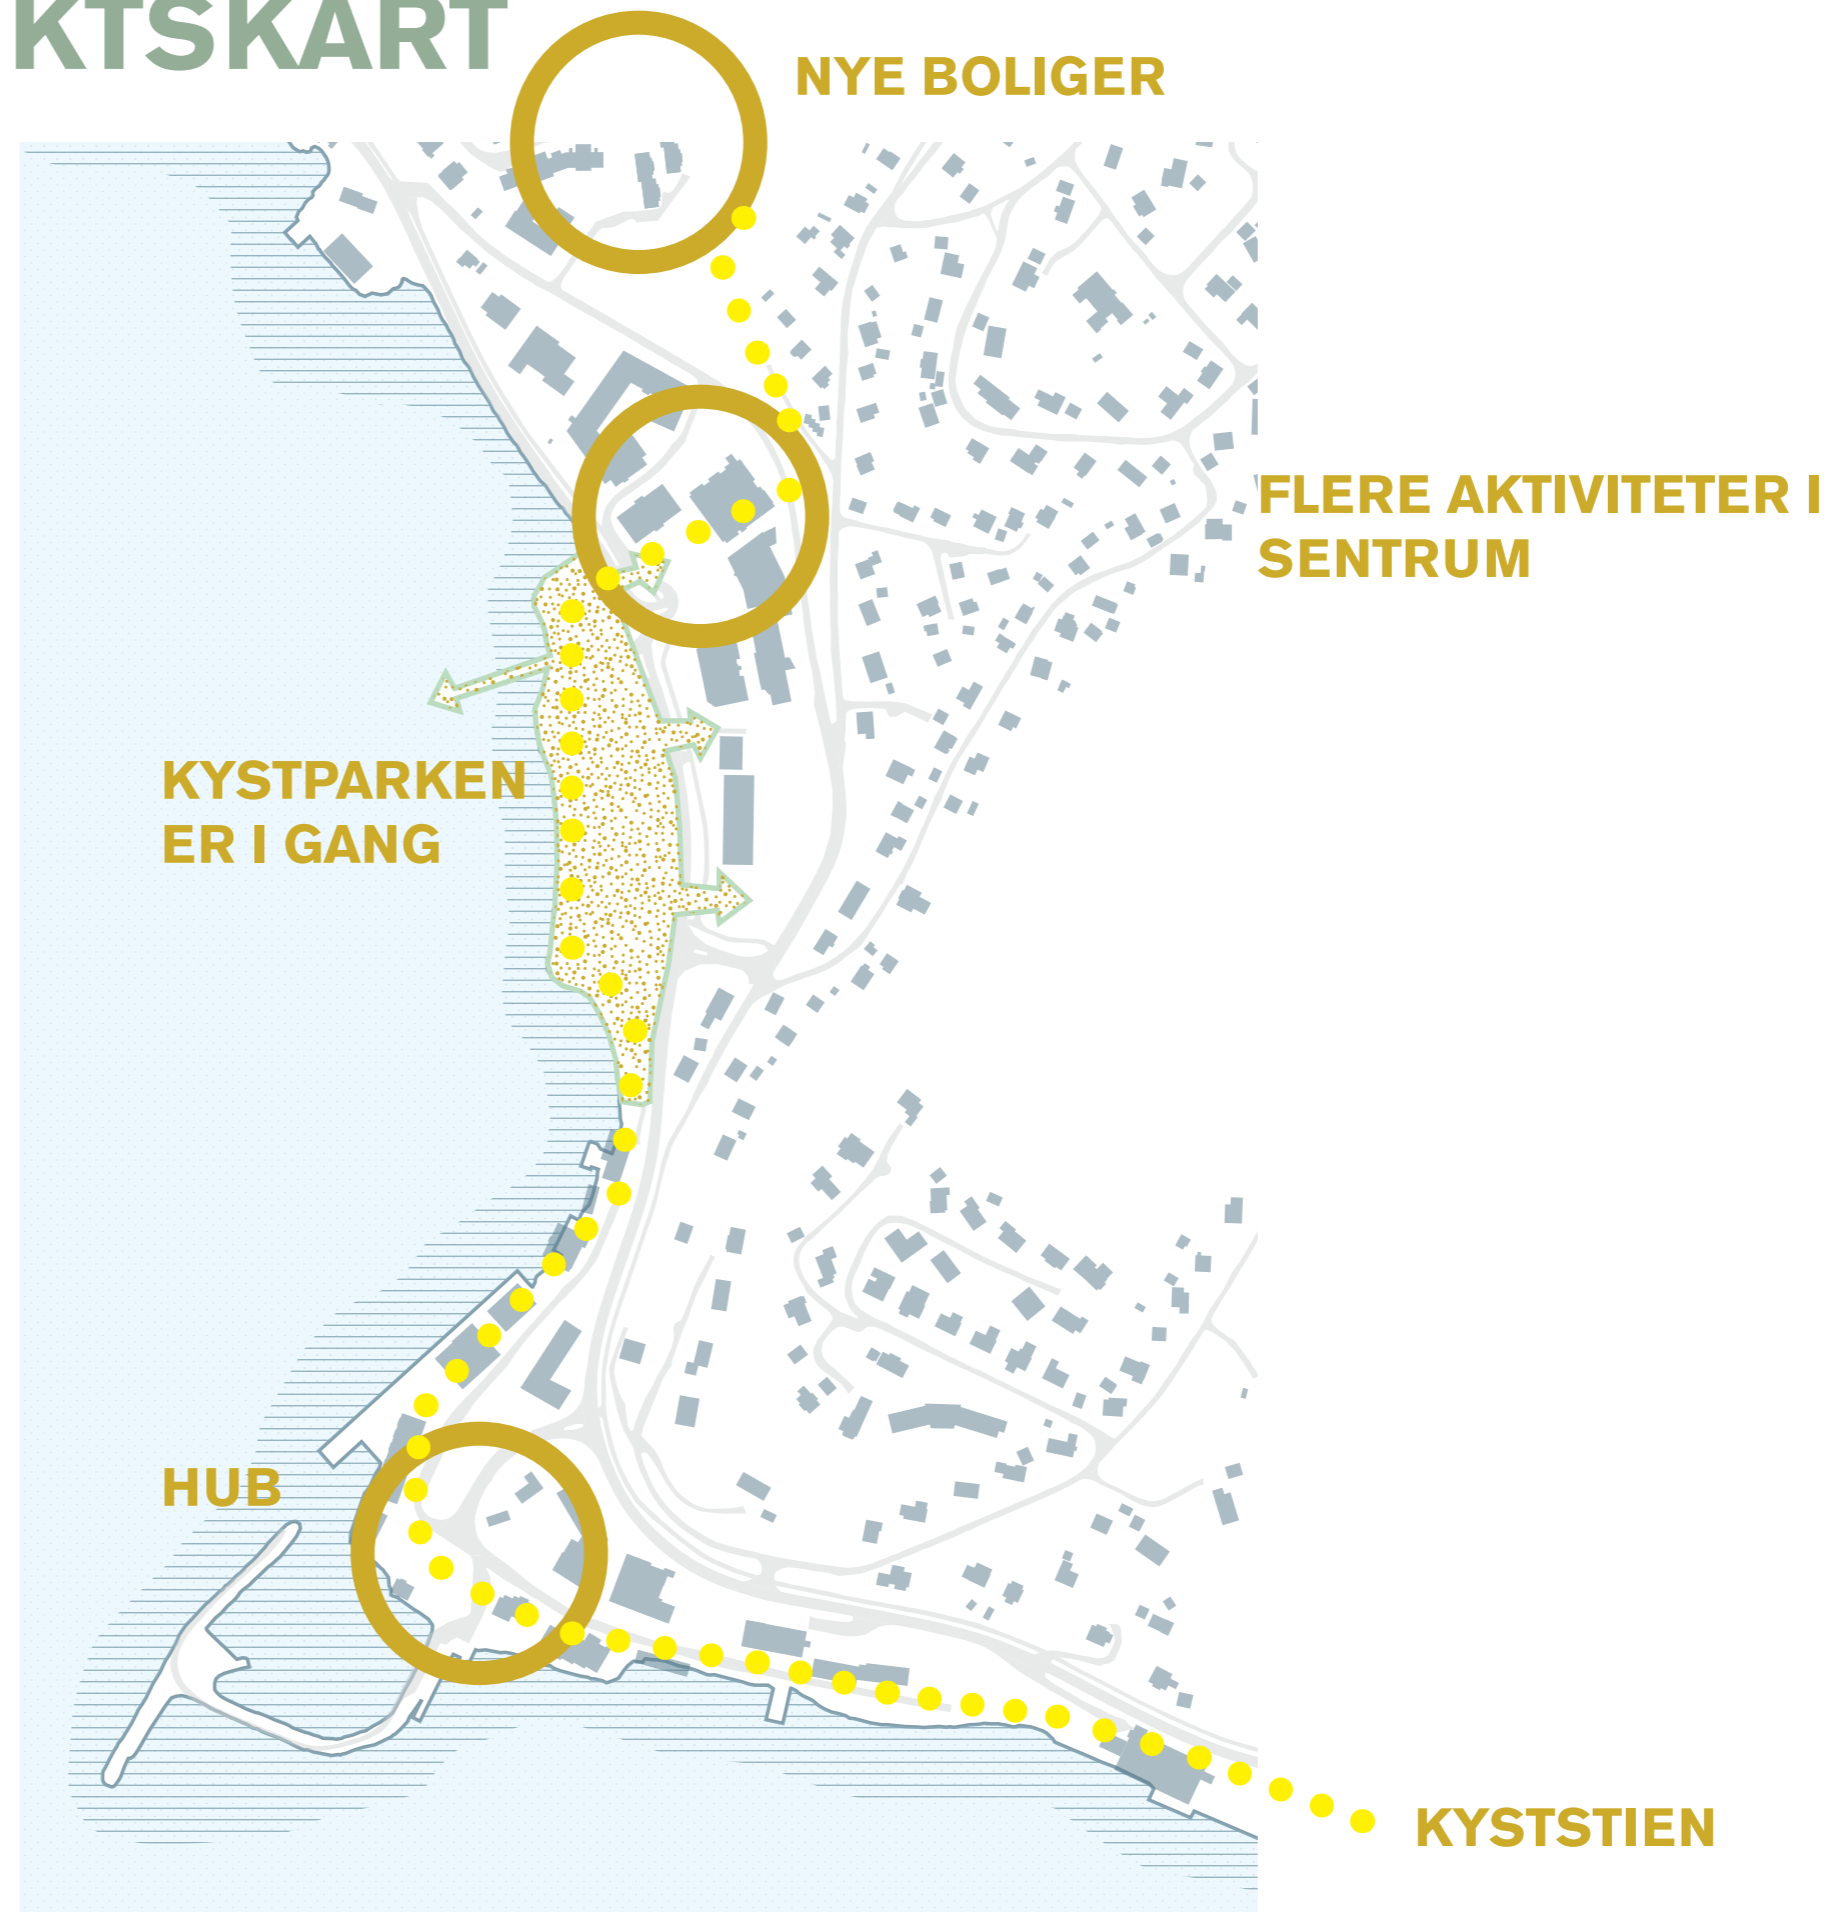 KTSKART
NYE BOLIGER
FLERE AKTIVITETER I
SENTRUM
KYSTPARKEN
ER I GANG
HUB
KYSTSTIEN